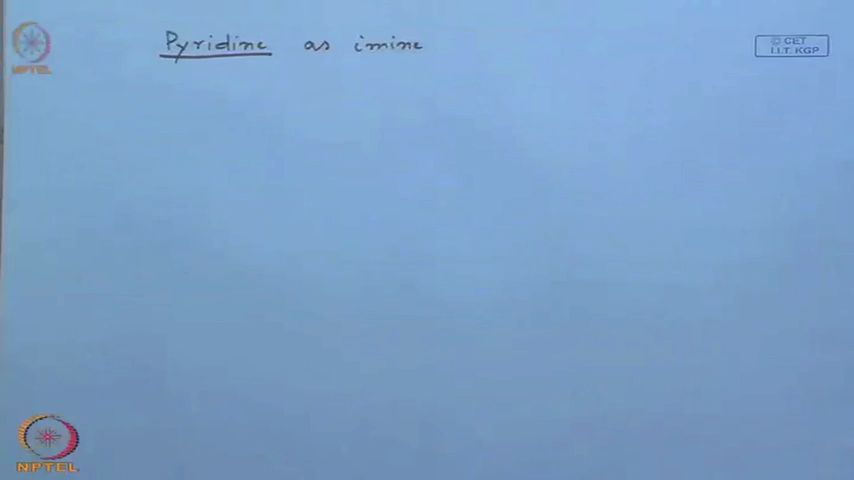 Pyridine as imine
© CET
I.I.T. KGP
NPTEL
NPTEL